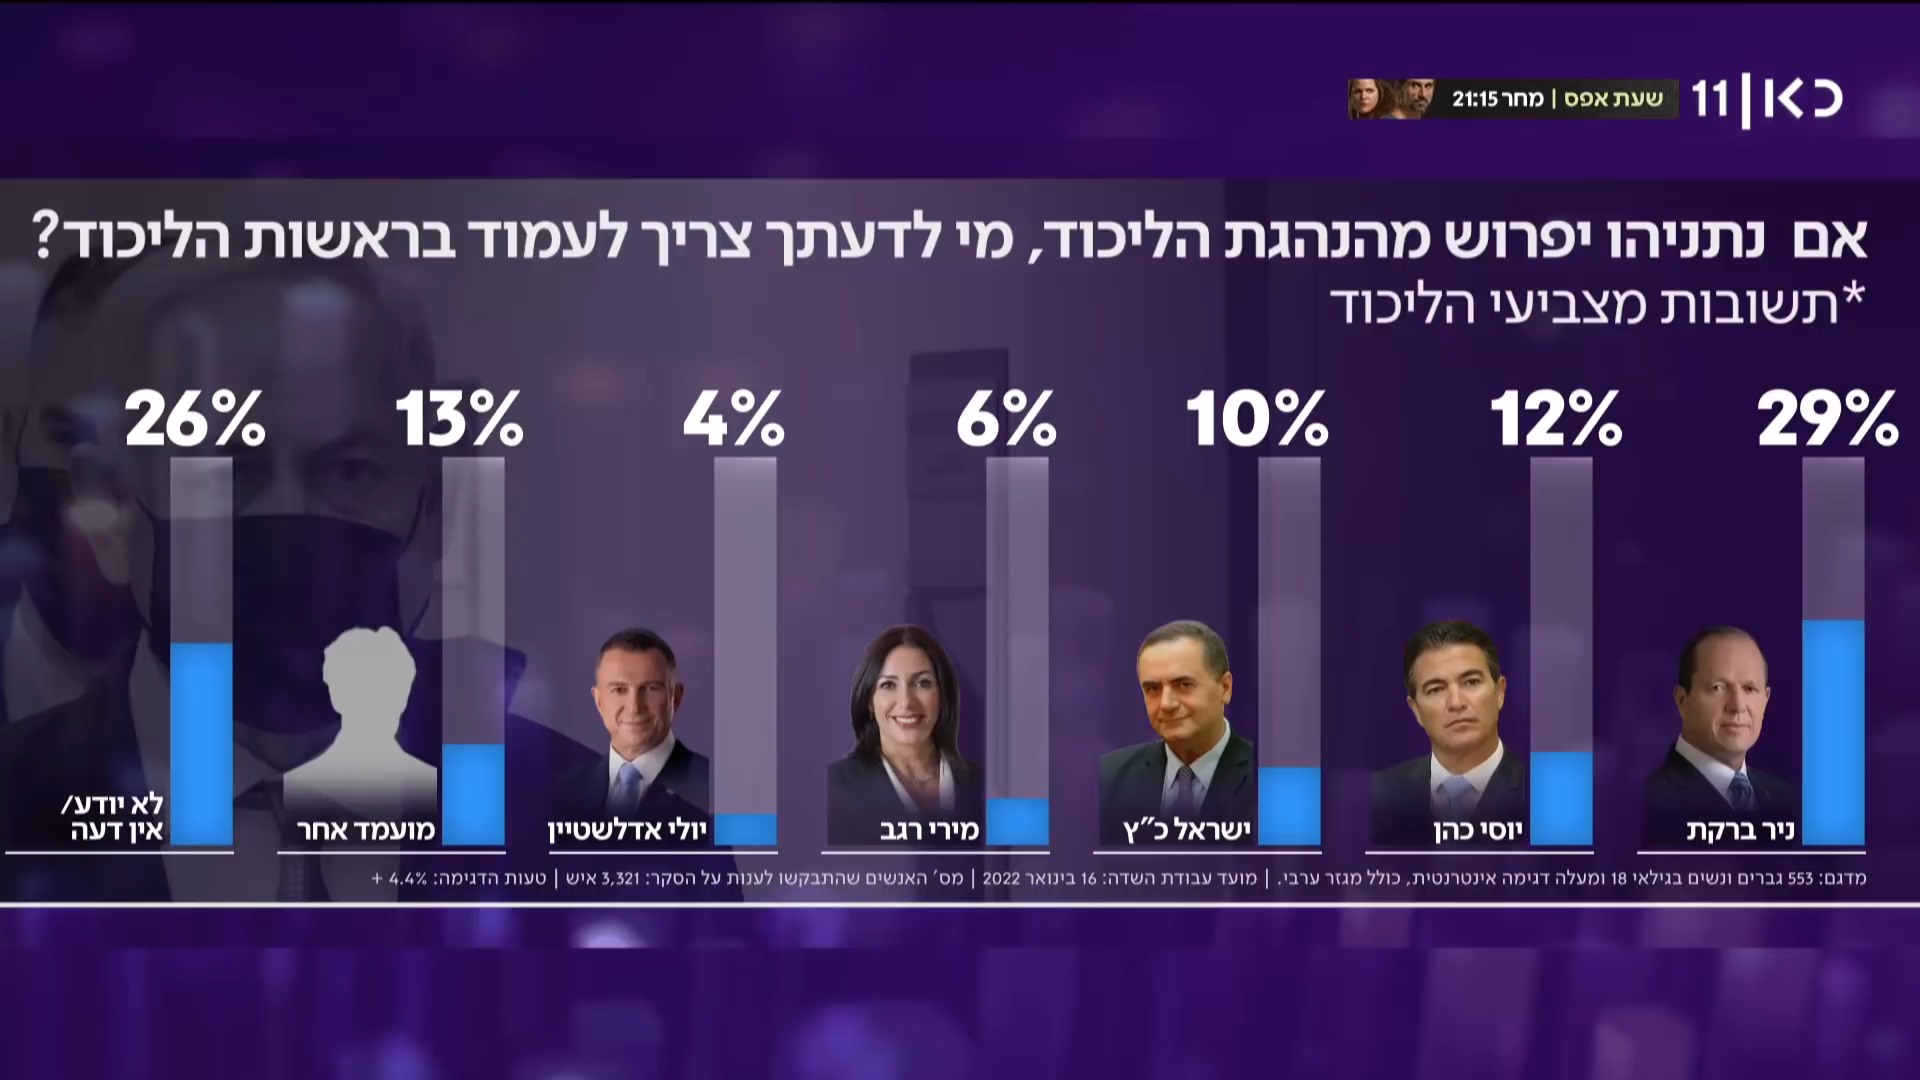 שעת אפס | מחר 21:15
כאן|11
אם נתניהו יפרוש מהנהגת הליכוד, מי לדעתך צריך לעמוד בראשות הליכוד?
*תשובות מצביעי הליכוד
29%
ניר ברקת
12%
יוסי כהן
10%
ישראל כ״ץ
6%
מירי רגב
4%
יולי אדלשטיין
13%
מועמד אחר
26%
לא יודע/
אין דעה
מדגם: 553 גברים ונשים בגילאי 18 ומעלה דגימה אינטרנטית, כולל מגזר ערבי. | מועד עבודת השדה: 16 בינואר 2022 | מס׳ האנשים שהתבקשו לענות על הסקר: 3,321 איש | טעות הדגימה: 4.4% +